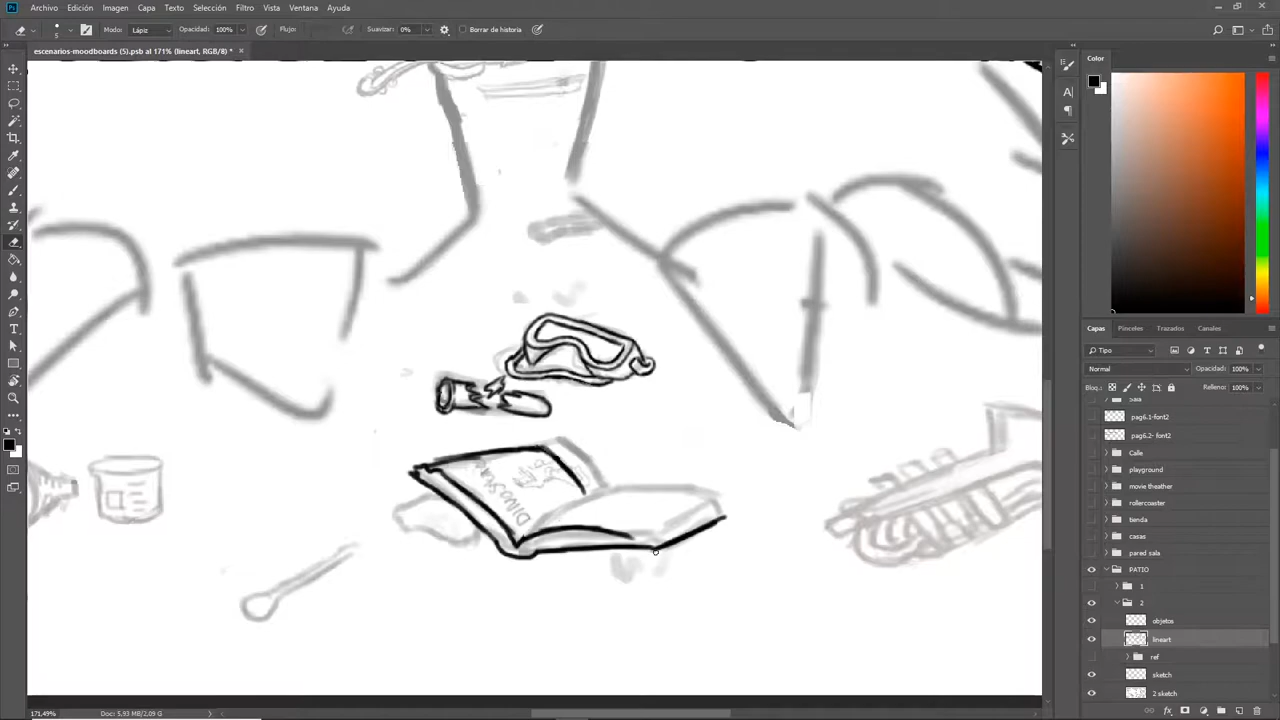 Ps Archivo Edición Imagen Capa Texto Selección Filtro Vista Ventana Ayuda
5 Modo: Lápiz Opacidad: 100% Flujo: Suavizar: 0% Borrar de historia
escenarios-moodboards (5).psb al 171% (lineart, RGB/8) *
Color
Capas Pinceles Trazados Canales
Tipo
Normal Opacidad: 100%
Bloq.: Relleno: 100%
Sala
pag6.1-font2
pag6.2- font2
Calle
playground
movie theather
rollercoaster
tienda
casas
pared sala
PATIO
1
2
objetos
lineart
ref
sketch
2 sketch
171,49% Doc: 5,93 MB/2,09 G